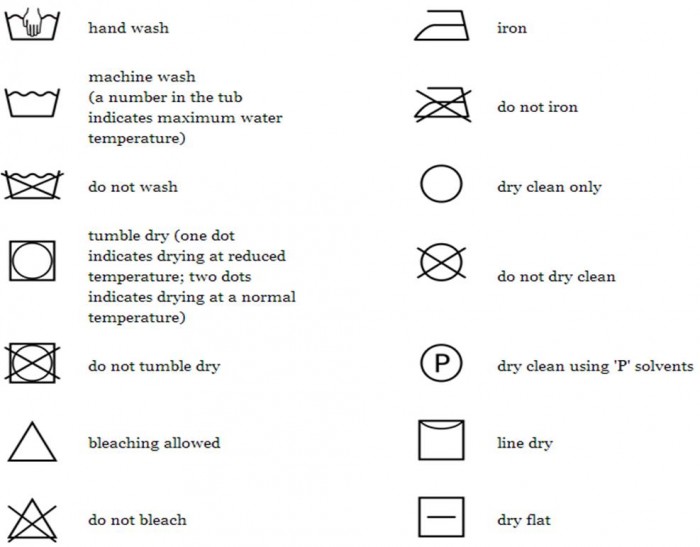 hand wash
machine wash
(a number in the tub
indicates maximum water
temperature)
do not wash
tumble dry (one dot
indicates drying at reduced
temperature; two dots
indicates drying at a normal
temperature)
do not tumble dry
bleaching allowed
do not bleach
iron
do not iron
dry clean only
do not dry clean
P
dry clean using 'P' solvents
line dry
dry flat